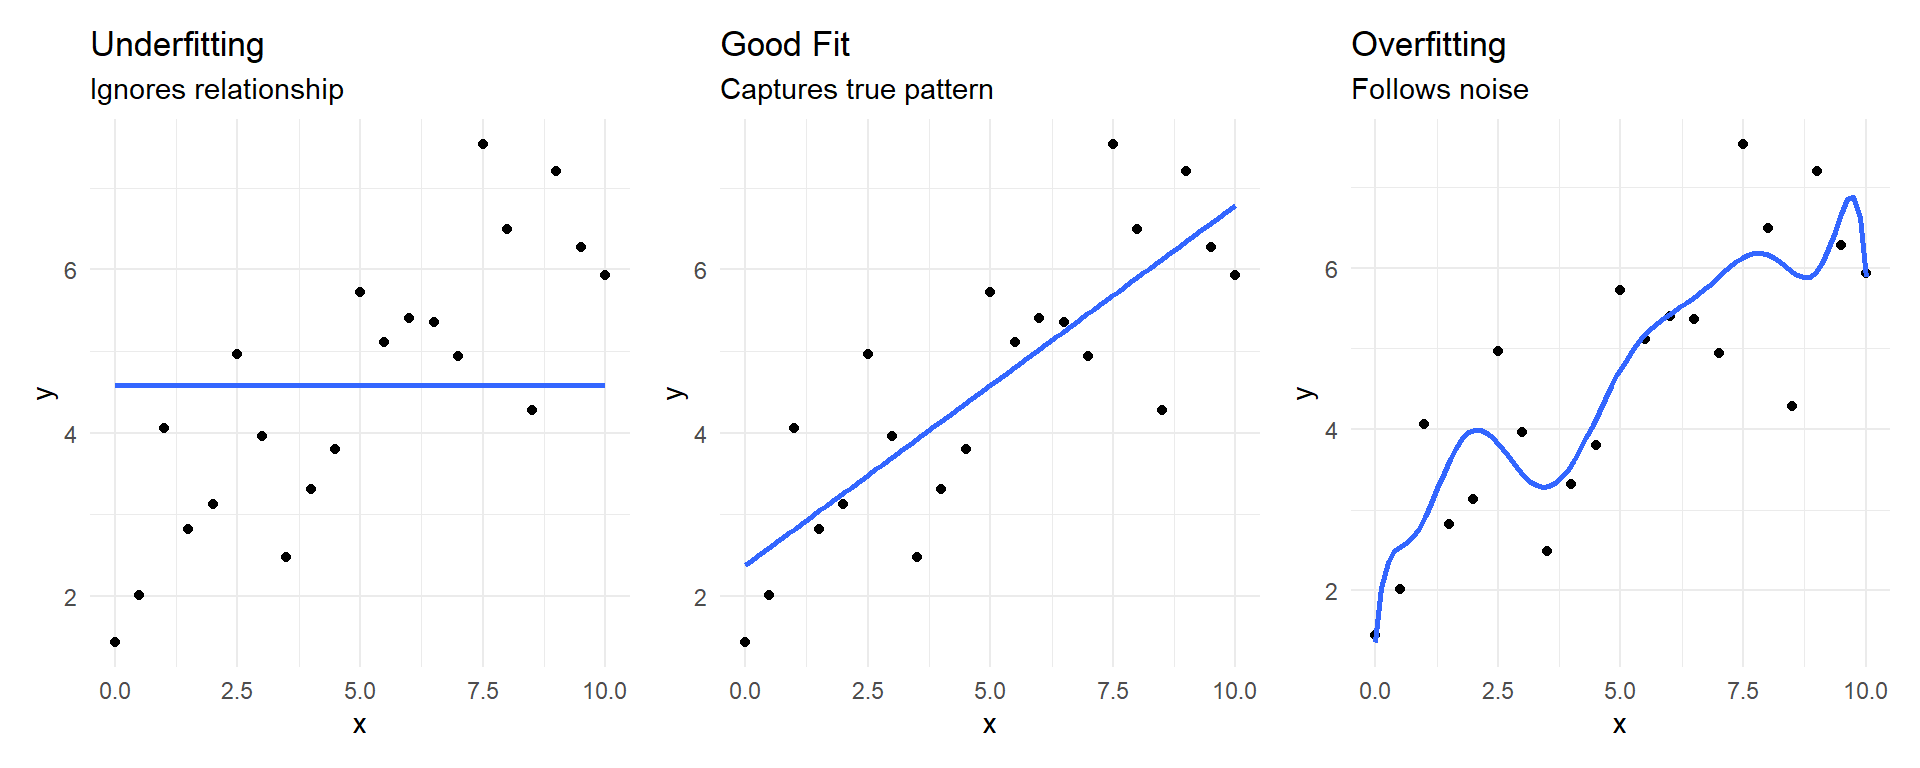 Underfitting
Ignores relationship
6
4
2
y
0.0 2.5 5.0 7.5 10.0
x
Good Fit
Captures true pattern
6
4
2
y
0.0 2.5 5.0 7.5 10.0
x
Overfitting
Follows noise
6
4
2
y
0.0 2.5 5.0 7.5 10.0
x